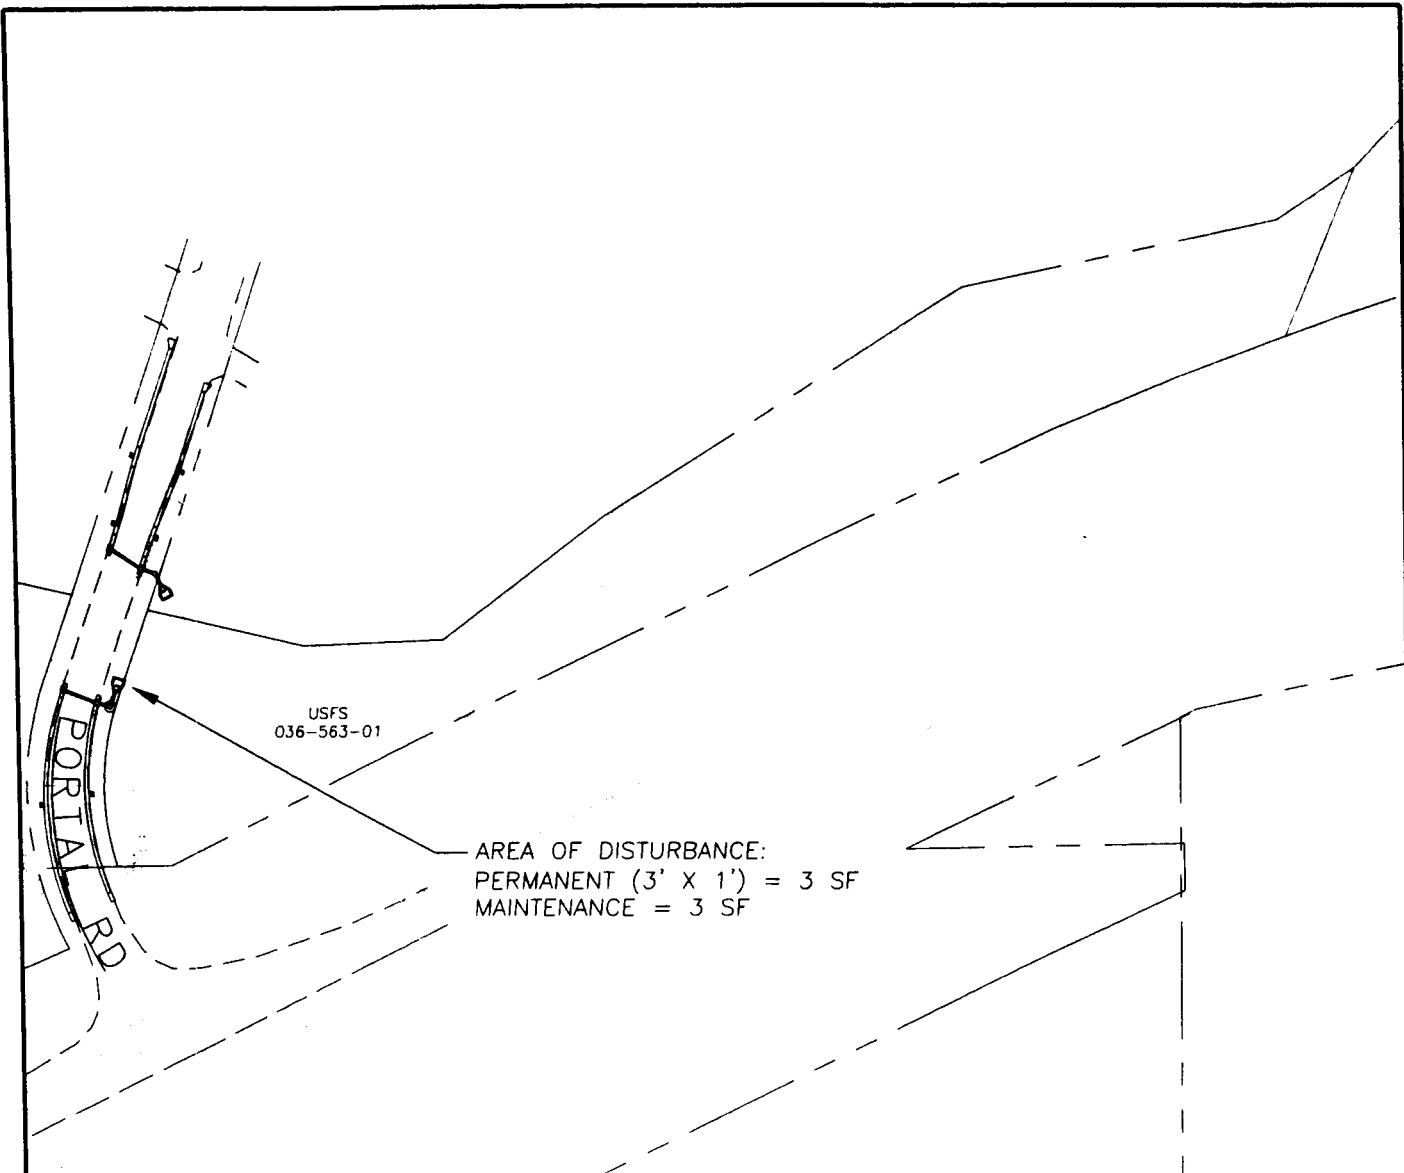 USFS
036-563-01
PORTAL RD
AREA OF DISTURBANCE:
PERMANENT (3' X 1') = 3 SF
MAINTENANCE = 3 SF